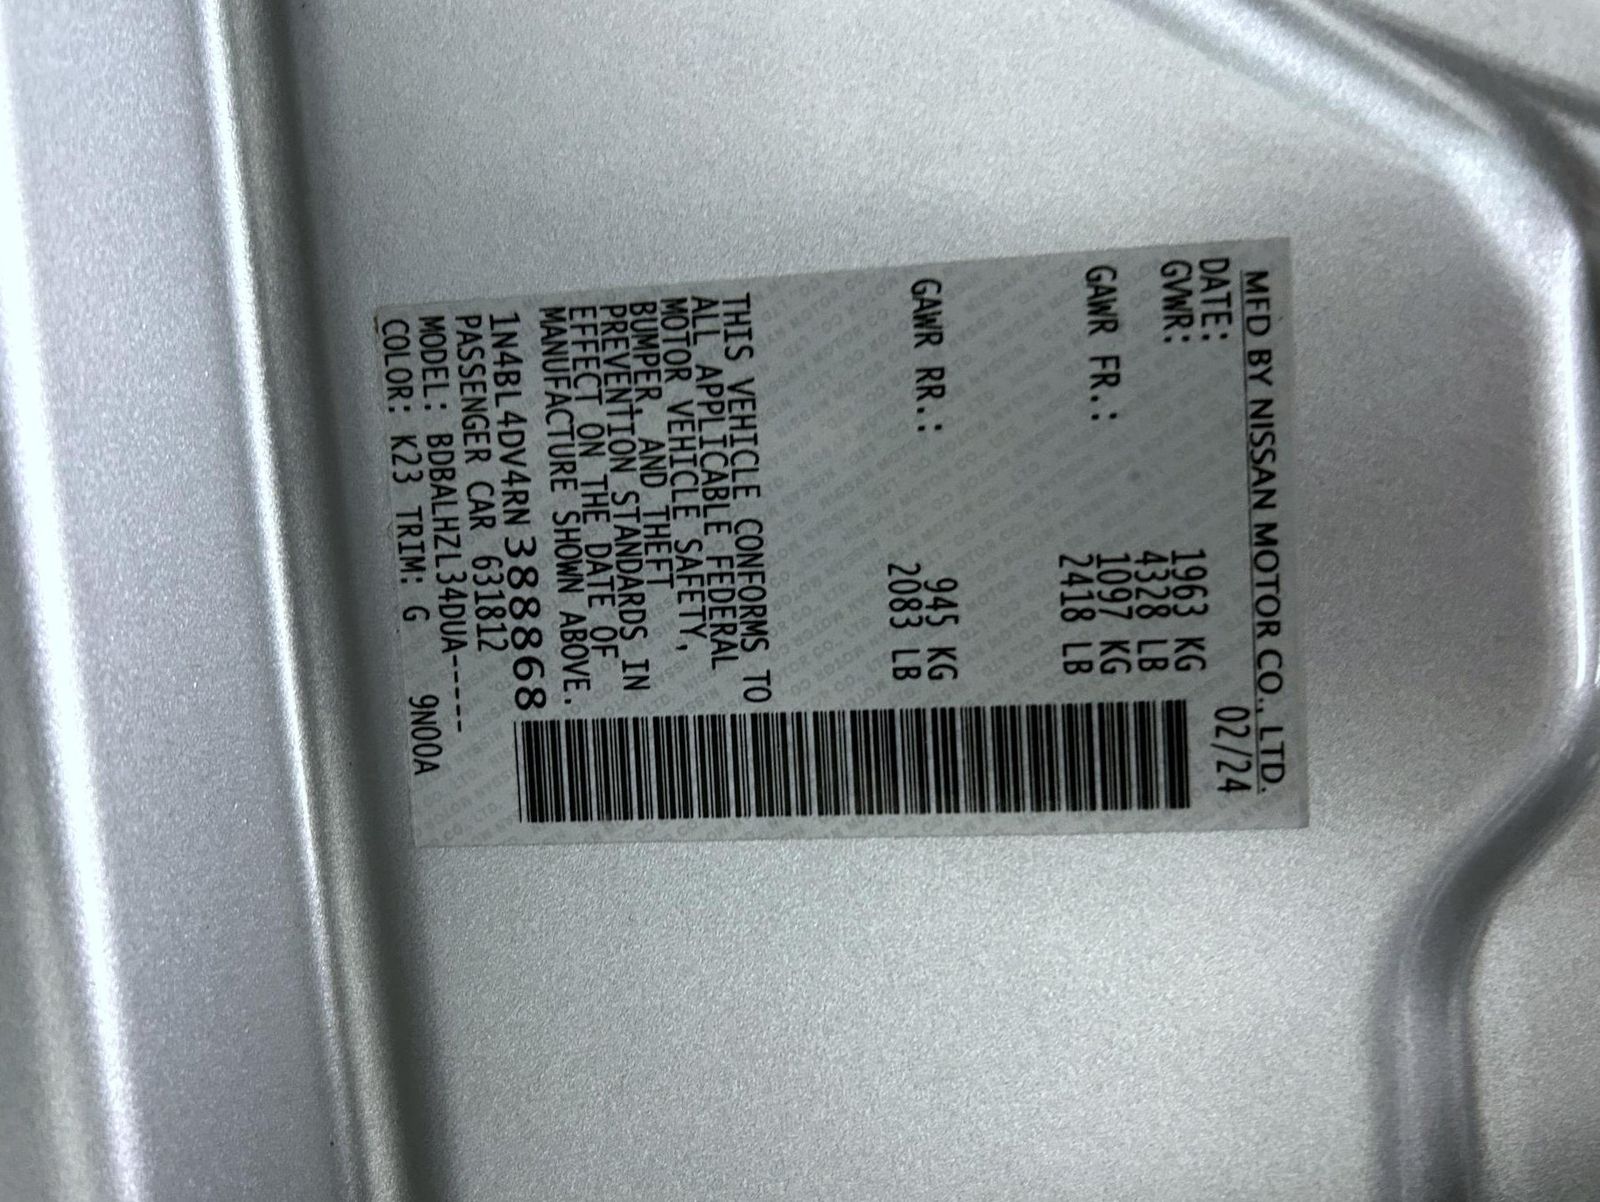 MFD BY NISSAN MOTOR CO., LTD.
DATE: 02/24
GVWR: 1963 KG
4328 LB
GAWR FR.: 1097 KG
2418 LB
GAWR RR.: 945 KG
2083 LB
THIS VEHICLE CONFORMS TO
ALL APPLICABLE FEDERAL
MOTOR VEHICLE SAFETY,
BUMPER, AND THEFT
PREVENTION STANDARDS IN
EFFECT ON THE DATE OF
MANUFACTURE SHOWN ABOVE.
1N4BL4DV4RN388868
PASSENGER CAR 631812
MODEL: BDBALHZL34DUA-----
COLOR: K23 TRIM: G 9N00A